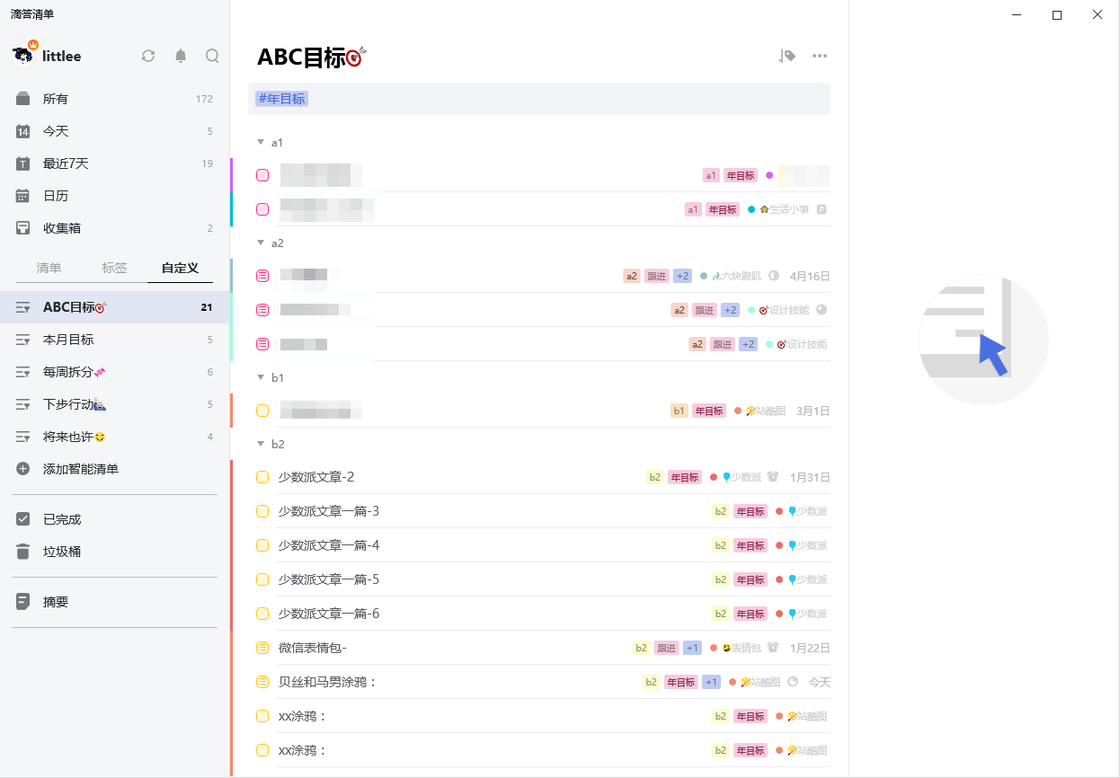 滴答清单
littlee
所有 172
14 今天 5
T 最近7天 19
日历
收集箱 2
清单 标签 自定义
ABC目标 21
本月目标 5
每周拆分 6
下步行动 5
将来也许 4
添加智能清单
已完成
垃圾桶
摘要
ABC目标
#年目标
a1
a1 年目标
a1 年目标 生活小事
a2
a2 跟进 +2 六块腹肌 4月16日
a2 跟进 +2 设计技能
a2 跟进 +2 设计技能
b1
b1 年目标 站酷图 3月1日
b2
少数派文章-2 b2 年目标 少数派 1月31日
少数派文章一篇-3 b2 年目标 少数派
少数派文章一篇-4 b2 年目标 少数派
少数派文章一篇-5 b2 年目标 少数派
少数派文章一篇-6 b2 年目标 少数派
微信表情包- b2 跟进 +1 表情包 1月22日
贝丝和马男涂鸦： b2 年目标 +1 站酷图 今天
xx涂鸦： b2 年目标 站酷图
xx涂鸦： b2 年目标 站酷图